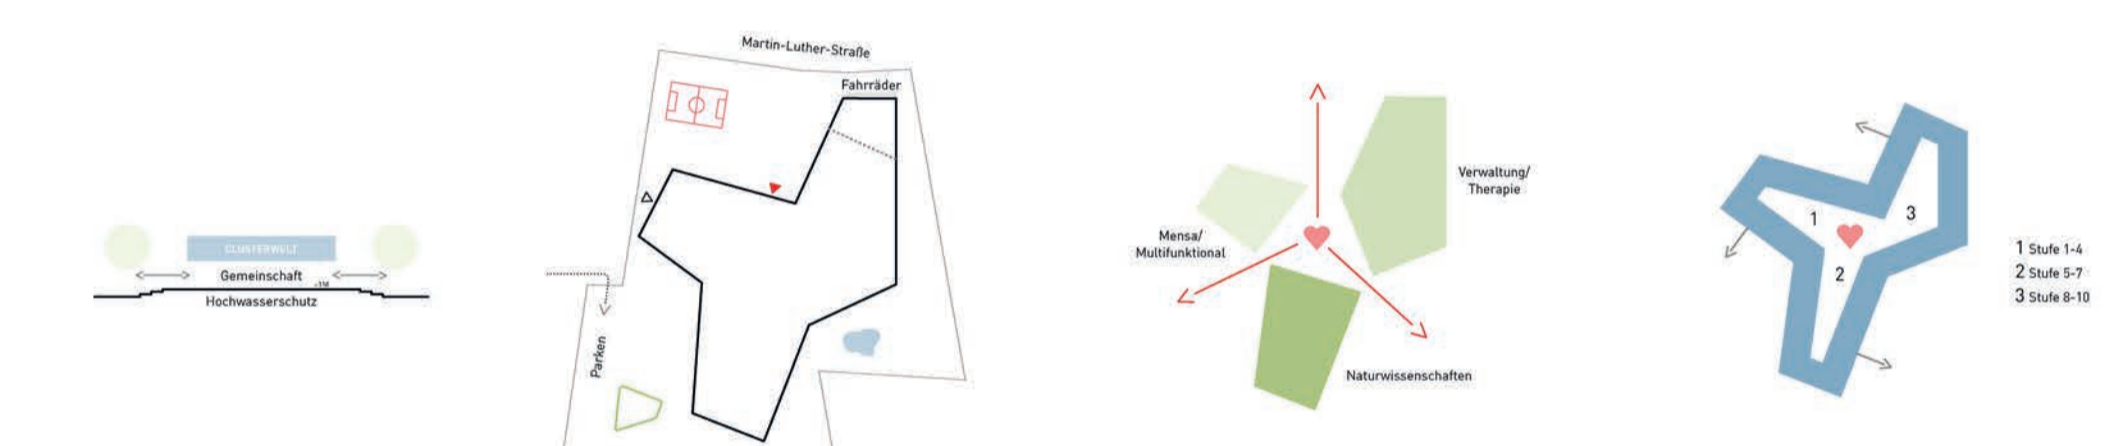 CLUSTERWELT
Gemeinschaft
-1M
Hochwasserschutz
Martin-Luther-Straße
Fahrräder
Parken
Verwaltung/
Therapie
Mensa/
Multifunktional
Naturwissenschaften
1
3
2
1 Stufe 1-4
2 Stufe 5-7
3 Stufe 8-10